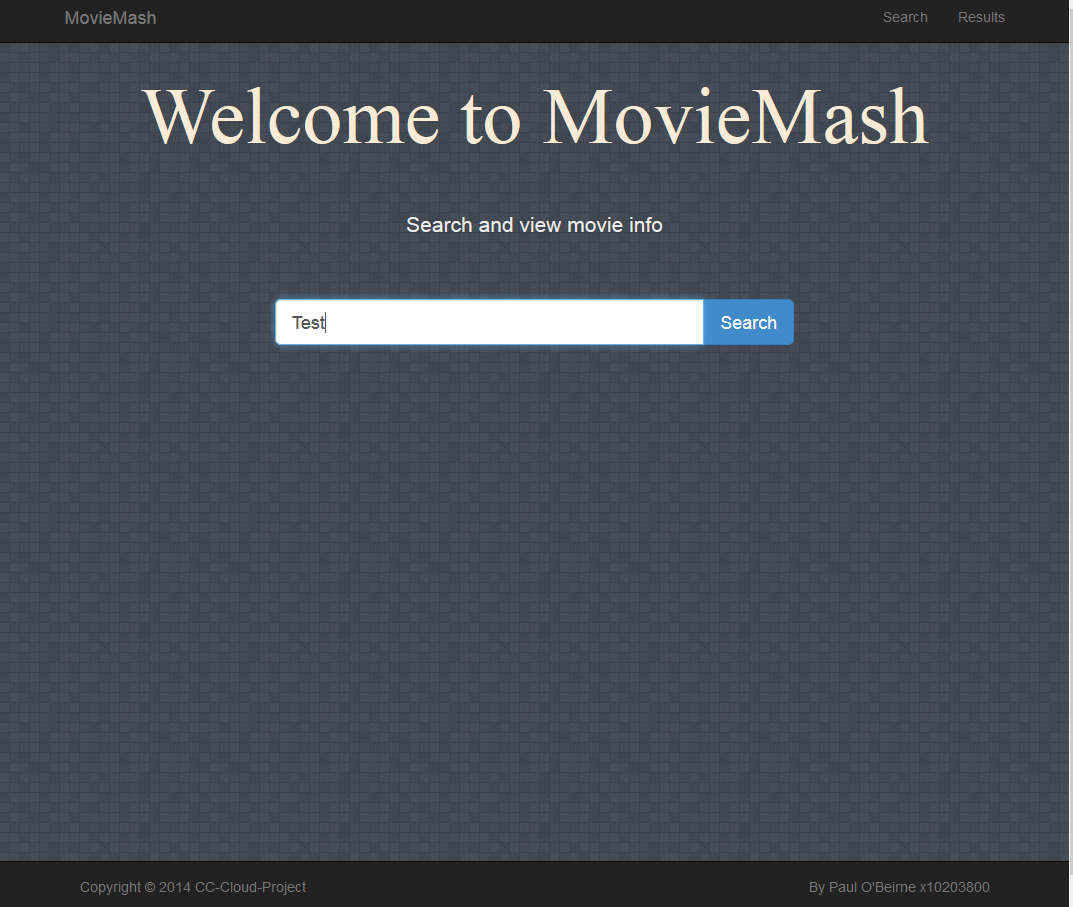 MovieMash Search Results
Welcome to MovieMash
Search and view movie info
Test Search
Copyright © 2014 CC-Cloud-Project By Paul O'Beirne x10203800